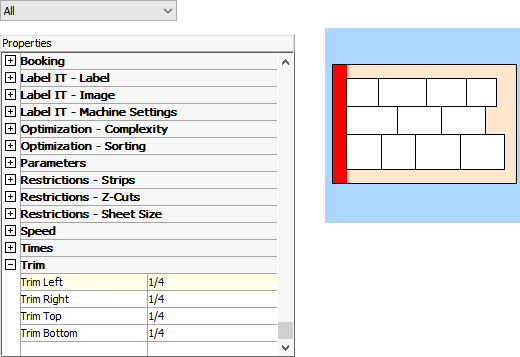 All
Properties
Booking
Label IT - Label
Label IT - Image
Label IT - Machine Settings
Optimization - Complexity
Optimization - Sorting
Parameters
Restrictions - Strips
Restrictions - Z-Cuts
Restrictions - Sheet Size
Speed
Times
Trim
Trim Left 1/4
Trim Right 1/4
Trim Top 1/4
Trim Bottom 1/4